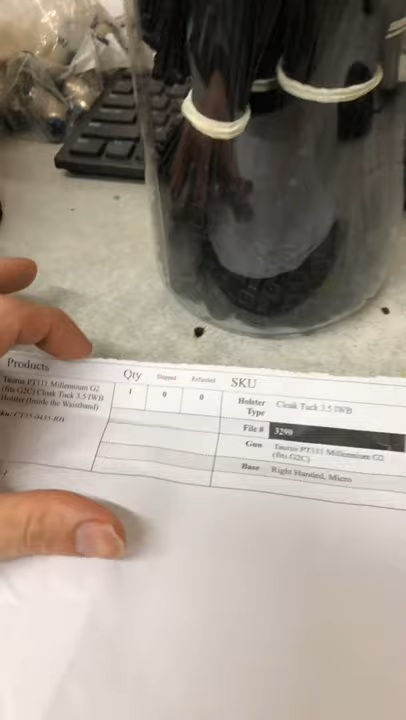 Products Qty Shipped Refunded SKU
Taurus PT111 Millennium G2
(fits G2C) Cloak Tuck 3.5 IWB
Holster (Inside the Waistband)
1 0 0
Holster Type Cloak Tuck 3.5 IWB
File # 3290
Gun Taurus PT111 Millennium G2
(fits G2C)
Base Right Handed, Micro